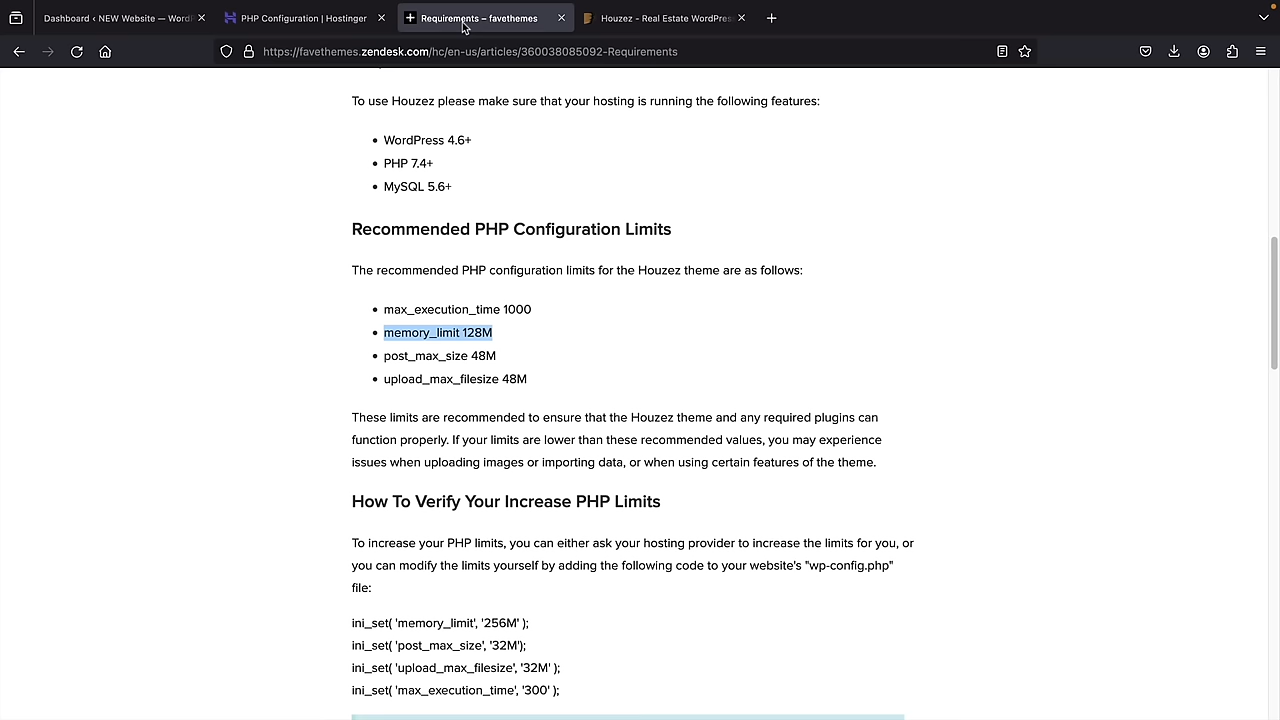 Dashboard ‹ NEW Website — WordP
PHP Configuration | Hostinger
Requirements – favethemes
Houzez - Real Estate WordPress
https://favethemes.zendesk.com/hc/en-us/articles/360038085092-Requirements
To use Houzez please make sure that your hosting is running the following features:
• WordPress 4.6+
• PHP 7.4+
• MySQL 5.6+
Recommended PHP Configuration Limits
The recommended PHP configuration limits for the Houzez theme are as follows:
• max_execution_time 1000
• memory_limit 128M
• post_max_size 48M
• upload_max_filesize 48M
These limits are recommended to ensure that the Houzez theme and any required plugins can
function properly. If your limits are lower than these recommended values, you may experience
issues when uploading images or importing data, or when using certain features of the theme.
How To Verify Your Increase PHP Limits
To increase your PHP limits, you can either ask your hosting provider to increase the limits for you, or
you can modify the limits yourself by adding the following code to your website's "wp-config.php"
file:
ini_set( 'memory_limit', '256M' );
ini_set( 'post_max_size', '32M');
ini_set( 'upload_max_filesize', '32M' );
ini_set( 'max_execution_time', '300' );